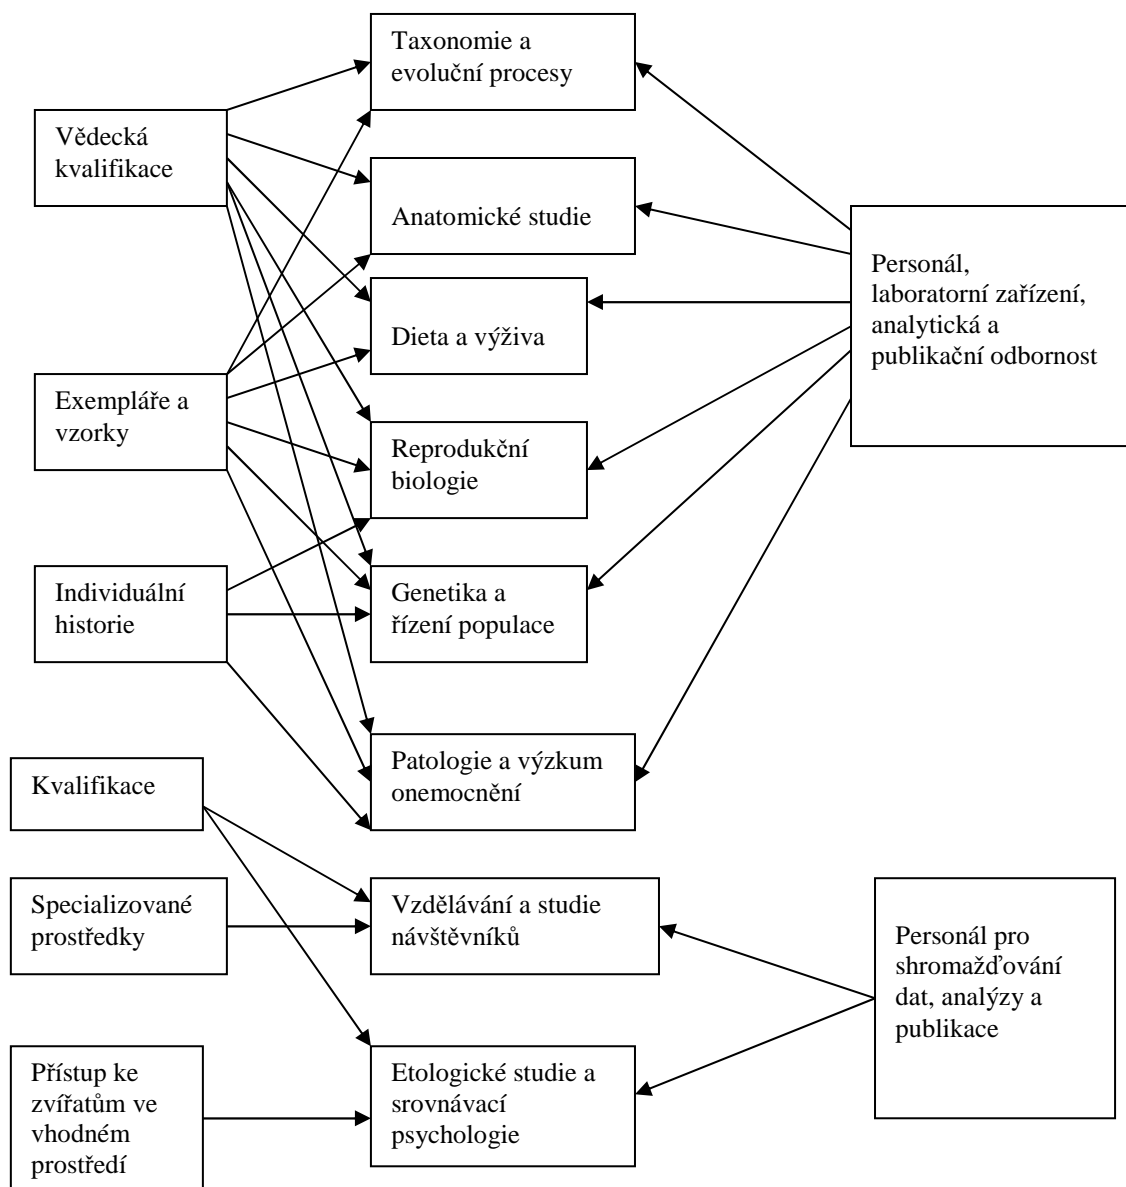 Taxonomie a
evoluční procesy
Vědecká
kvalifikace
Anatomické studie
Personál,
laboratorní zařízení,
analytická a
publikační odbornost
Dieta a výživa
Exempláře a
vzorky
Reprodukční
biologie
Individuální
historie
Genetika a
řízení populace
Patologie a výzkum
onemocnění
Kvalifikace
Specializované
prostředky
Vzdělávání a studie
návštěvníků
Personál pro
shromažďování
dat, analýzy a
publikace
Přístup ke
zvířatům ve
vhodném
prostředí
Etologické studie a
srovnávací
psychologie